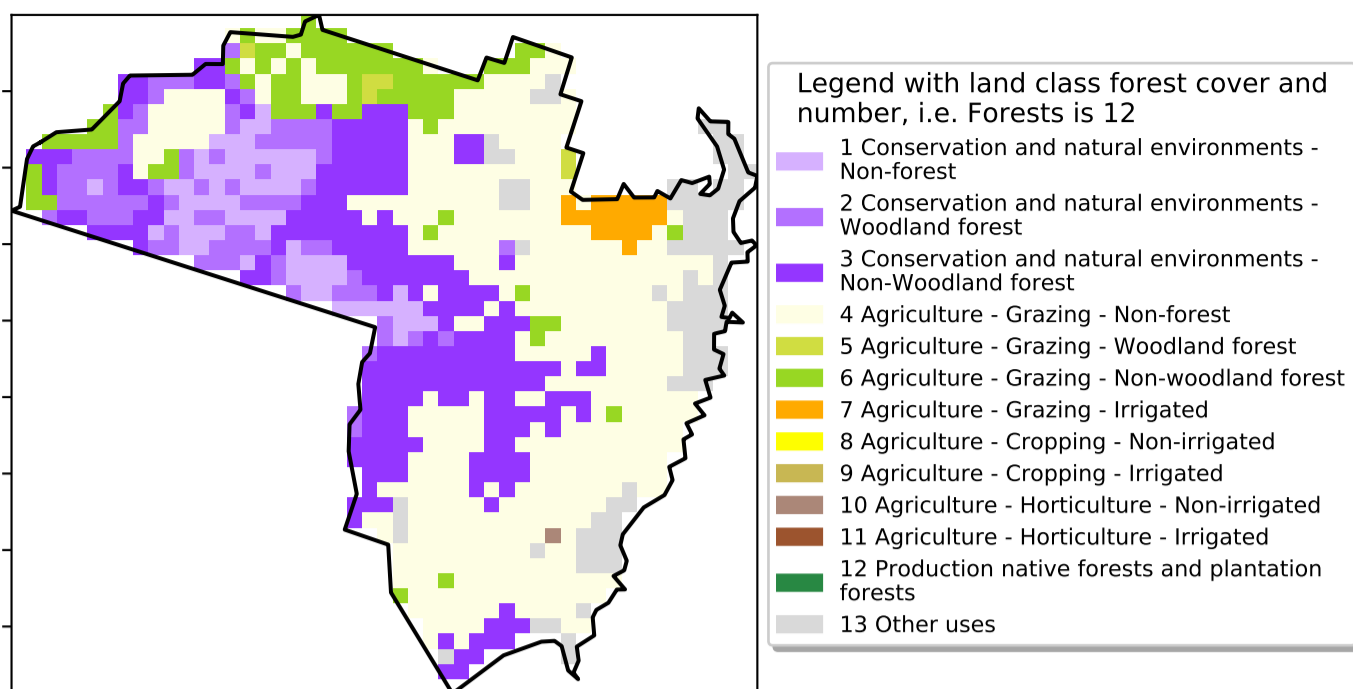 Legend with land class forest cover and
number, i.e. Forests is 12
1 Conservation and natural environments -
Non-forest
2 Conservation and natural environments -
Woodland forest
3 Conservation and natural environments -
Non-Woodland forest
4 Agriculture - Grazing - Non-forest
5 Agriculture - Grazing - Woodland forest
6 Agriculture - Grazing - Non-woodland forest
7 Agriculture - Grazing - Irrigated
8 Agriculture - Cropping - Non-irrigated
9 Agriculture - Cropping - Irrigated
10 Agriculture - Horticulture - Non-irrigated
11 Agriculture - Horticulture - Irrigated
12 Production native forests and plantation
forests
13 Other uses